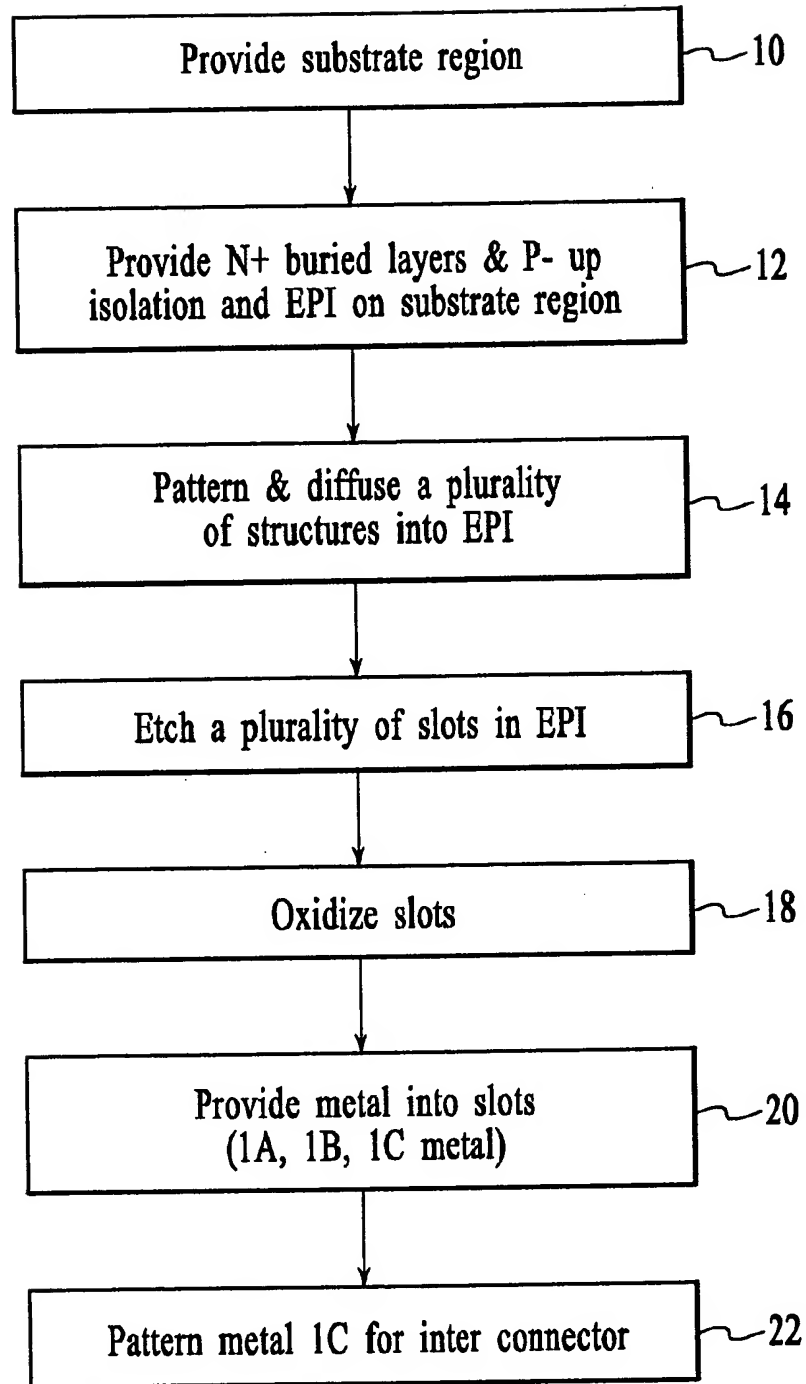 Provide substrate region
10
Provide N+ buried layers & P- up
isolation and EPI on substrate region
12
Pattern & diffuse a plurality
of structures into EPI
14
Etch a plurality of slots in EPI
16
Oxidize slots
18
Provide metal into slots
(1A, 1B, 1C metal)
20
Pattern metal 1C for inter connector
22